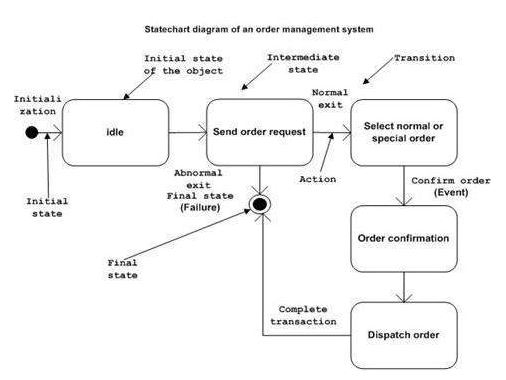 Statechart diagram of an order management system
Initial state
of the object
Intermediate
state
Transition
Initiali
zation
Normal
exit
idle
Send order request
Select normal or
special order
Initial
state
Abnormal
exit
Final state
(Failure)
Action
Confirm order
(Event)
Order confirmation
Final
state
Complete
transaction
Dispatch order